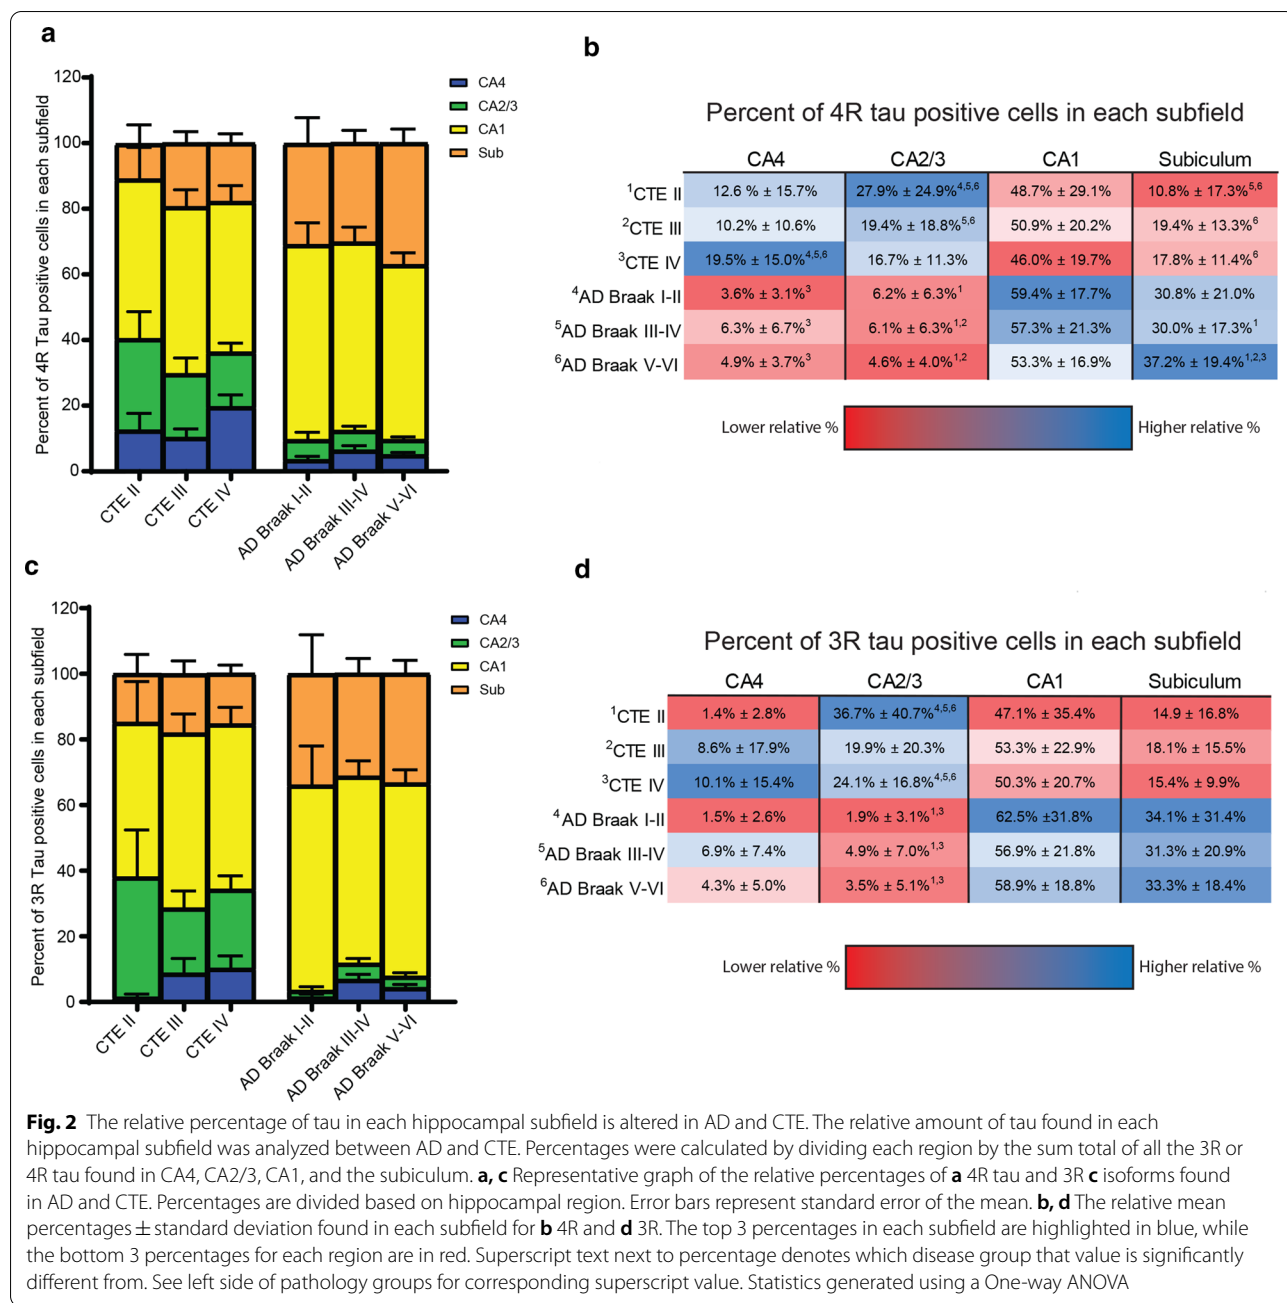 a
Percent of 4R Tau positive cells in each subfield
120
100
80
60
40
20
0
CTE II
CTE III
CTE IV
AD Braak I-II
AD Braak III-IV
AD Braak V-VI
CA4
CA2/3
CA1
Sub
b
Percent of 4R tau positive cells in each subfield
CA4 CA2/3 CA1 Subiculum
¹CTE II 12.6 % ± 15.7% 27.9% ± 24.9%⁴,⁵,⁶ 48.7% ± 29.1% 10.8% ± 17.3%⁵,⁶
²CTE III 10.2% ± 10.6% 19.4% ± 18.8%⁵,⁶ 50.9% ± 20.2% 19.4% ± 13.3%⁶
³CTE IV 19.5% ± 15.0%⁴,⁵,⁶ 16.7% ± 11.3% 46.0% ± 19.7% 17.8% ± 11.4%⁶
⁴AD Braak I-II 3.6% ± 3.1%³ 6.2% ± 6.3%¹ 59.4% ± 17.7% 30.8% ± 21.0%
⁵AD Braak III-IV 6.3% ± 6.7%³ 6.1% ± 6.3%¹,² 57.3% ± 21.3% 30.0% ± 17.3%¹
⁶AD Braak V-VI 4.9% ± 3.7%³ 4.6% ± 4.0%¹,² 53.3% ± 16.9% 37.2% ± 19.4%¹,²,³
Lower relative % Higher relative %
c
Percent of 3R Tau positive cells in each subfield
120
100
80
60
40
20
0
CTE II
CTE III
CTE IV
AD Braak I-II
AD Braak III-IV
AD Braak V-VI
CA4
CA2/3
CA1
Sub
d
Percent of 3R tau positive cells in each subfield
CA4 CA2/3 CA1 Subiculum
¹CTE II 1.4% ± 2.8% 36.7% ± 40.7%⁴,⁵,⁶ 47.1% ± 35.4% 14.9 ± 16.8%
²CTE III 8.6% ± 17.9% 19.9% ± 20.3% 53.3% ± 22.9% 18.1% ± 15.5%
³CTE IV 10.1% ± 15.4% 24.1% ± 16.8%⁴,⁵,⁶ 50.3% ± 20.7% 15.4% ± 9.9%
⁴AD Braak I-II 1.5% ± 2.6% 1.9% ± 3.1%¹,³ 62.5% ±31.8% 34.1% ± 31.4%
⁵AD Braak III-IV 6.9% ± 7.4% 4.9% ± 7.0%¹,³ 56.9% ± 21.8% 31.3% ± 20.9%
⁶AD Braak V-VI 4.3% ± 5.0% 3.5% ± 5.1%¹,³ 58.9% ± 18.8% 33.3% ± 18.4%
Lower relative % Higher relative %
Fig. 2 The relative percentage of tau in each hippocampal subfield is altered in AD and CTE. The relative amount of tau found in each
hippocampal subfield was analyzed between AD and CTE. Percentages were calculated by dividing each region by the sum total of all the 3R or
4R tau found in CA4, CA2/3, CA1, and the subiculum. a, c Representative graph of the relative percentages of a 4R tau and 3R c isoforms found
in AD and CTE. Percentages are divided based on hippocampal region. Error bars represent standard error of the mean. b, d The relative mean
percentages ± standard deviation found in each subfield for b 4R and d 3R. The top 3 percentages in each subfield are highlighted in blue, while
the bottom 3 percentages for each region are in red. Superscript text next to percentage denotes which disease group that value is significantly
different from. See left side of pathology groups for corresponding superscript value. Statistics generated using a One-way ANOVA